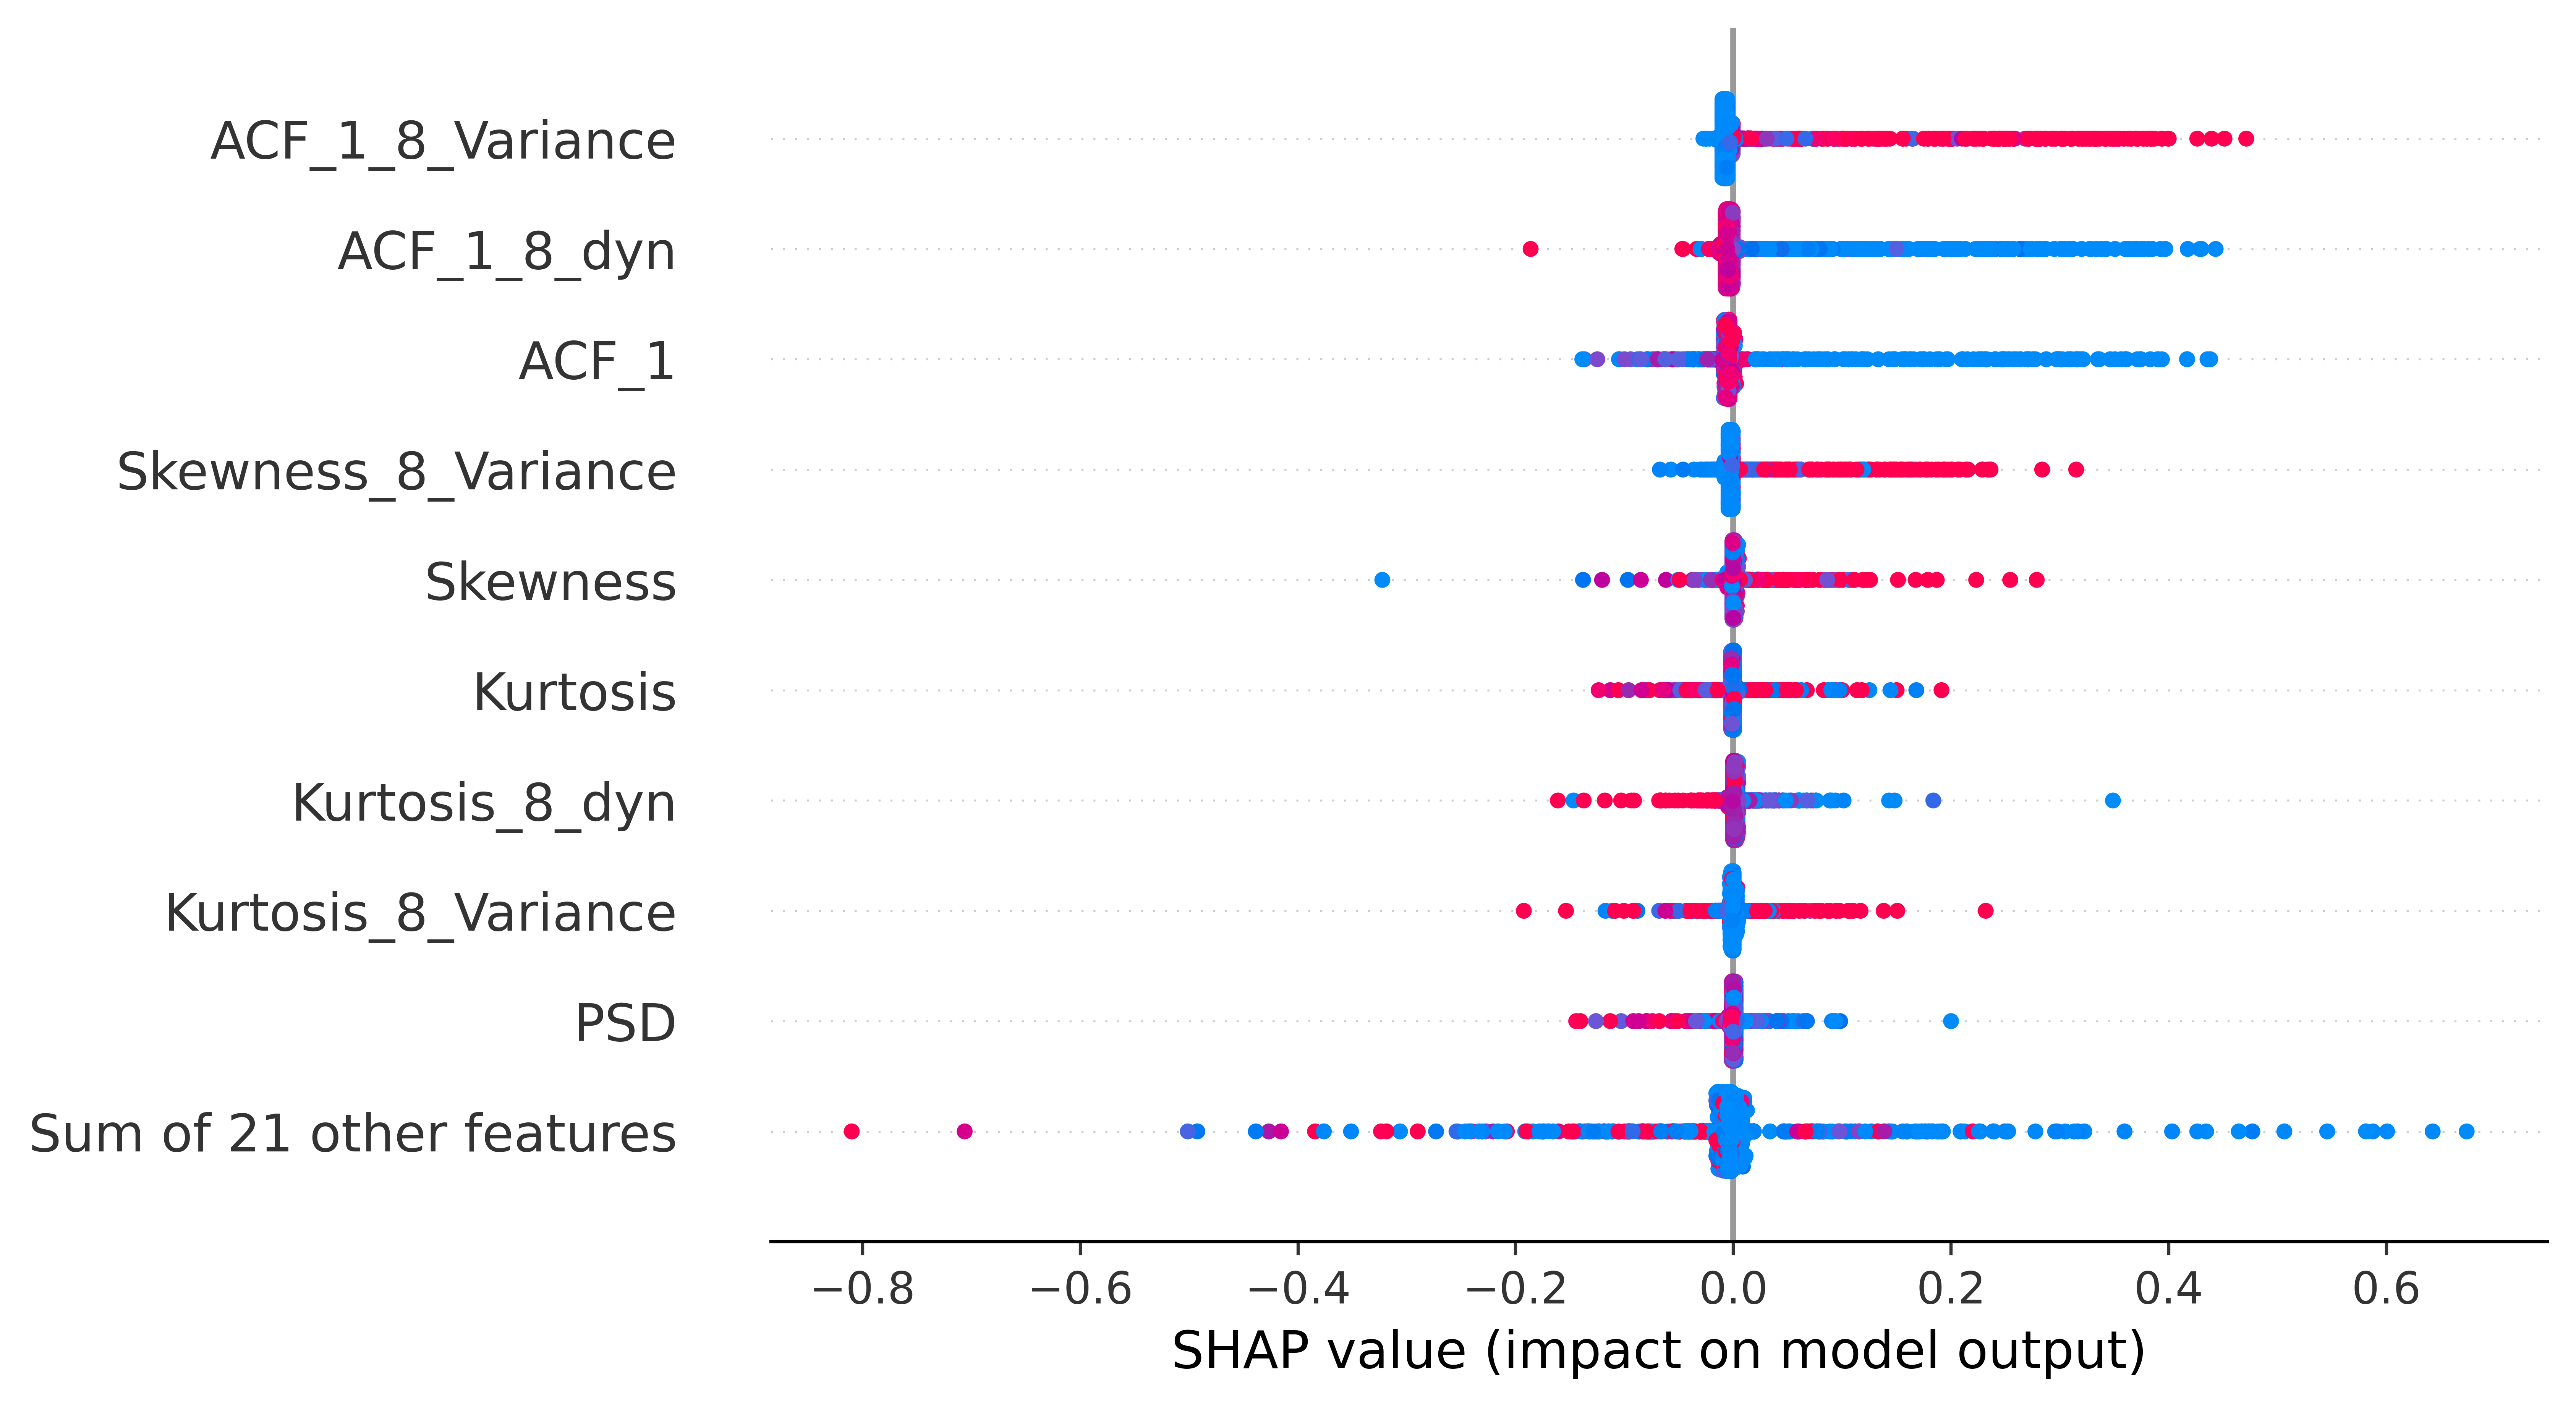 ACF_1_8_Variance
ACF_1_8_dyn
ACF_1
Skewness_8_Variance
Skewness
Kurtosis
Kurtosis_8_dyn
Kurtosis_8_Variance
PSD
Sum of 21 other features
−0.8 −0.6 −0.4 −0.2 0.0 0.2 0.4 0.6
SHAP value (impact on model output)